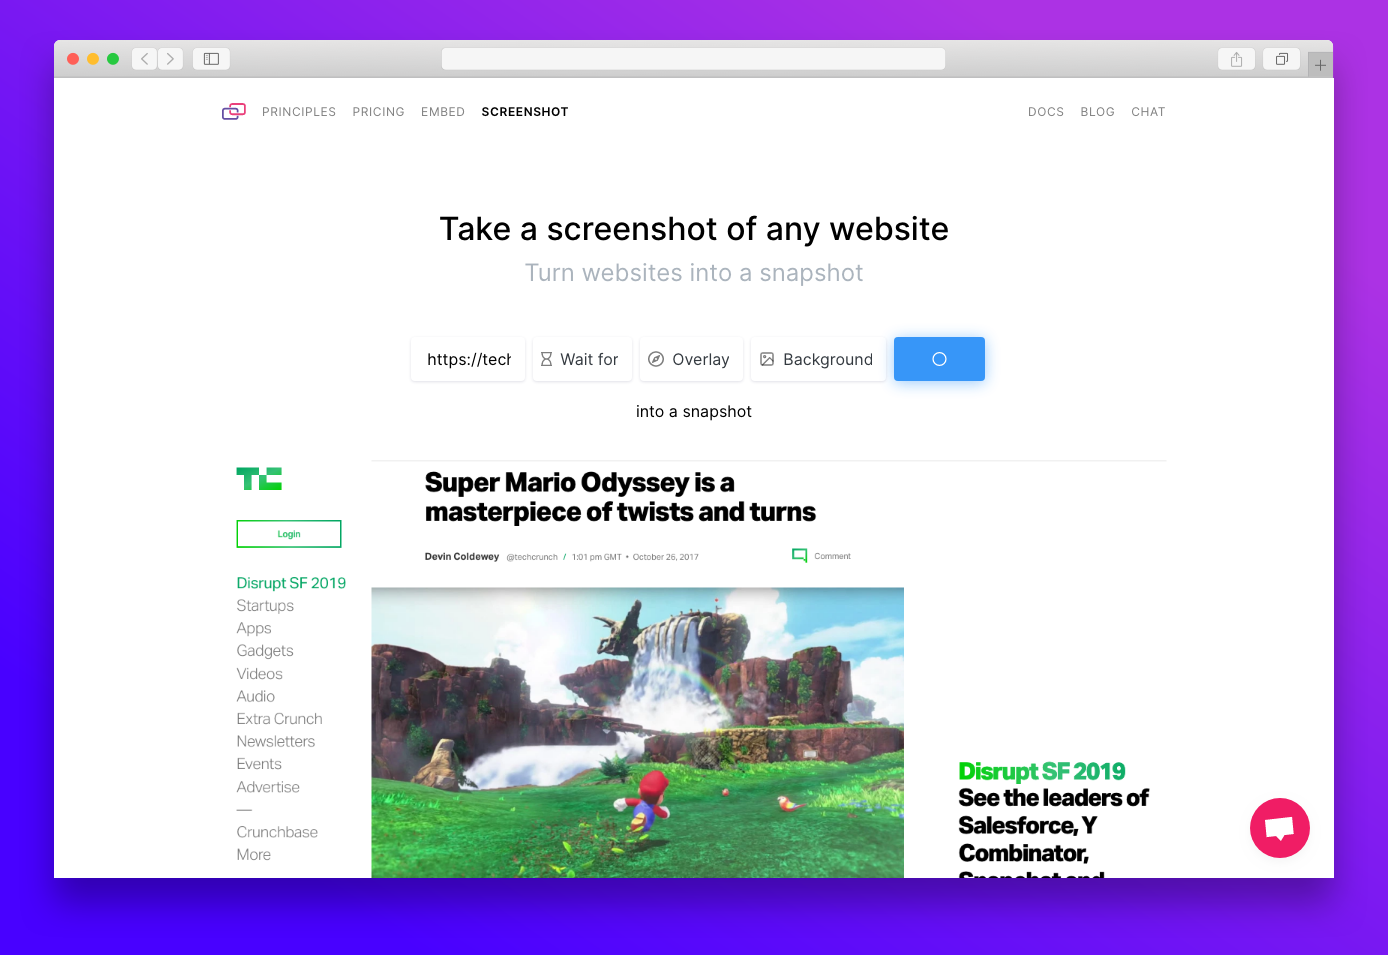 PRINCIPLES PRICING EMBED SCREENSHOT DOCS BLOG CHAT
Take a screenshot of any website
Turn websites into a snapshot
https://tech Wait for Overlay Background
into a snapshot
TC
Login
Disrupt SF 2019
Startups
Apps
Gadgets
Videos
Audio
Extra Crunch
Newsletters
Events
Advertise
—
Crunchbase
More
Super Mario Odyssey is a
masterpiece of twists and turns
Devin Coldewey @techcrunch / 1:01 pm GMT • October 26, 2017 Comment
Disrupt SF 2019
See the leaders of
Salesforce, Y
Combinator,
Snapchat and